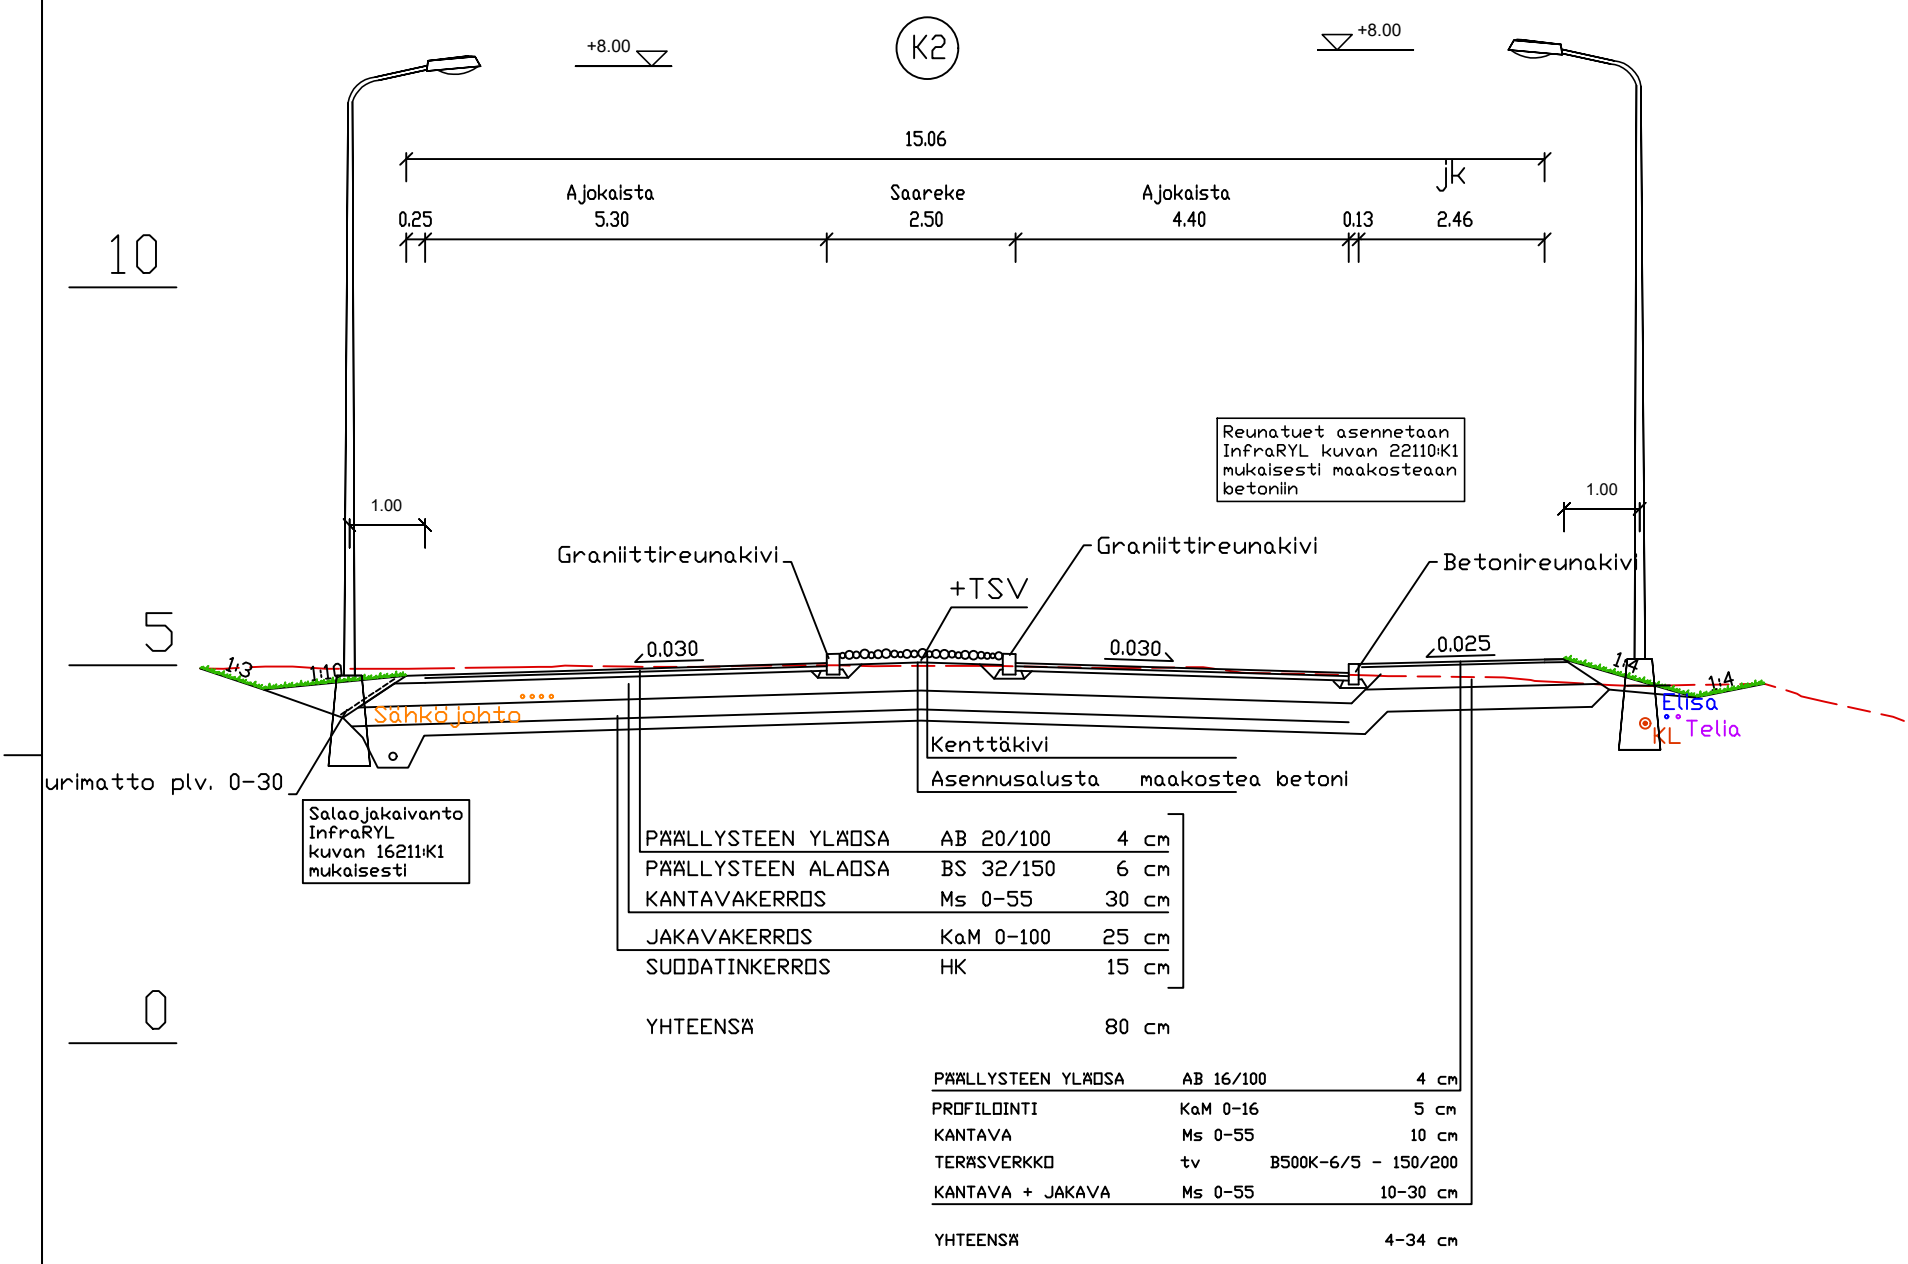 +8.00
K2
+8.00
15.06
jk
Ajokaista
Saareke
Ajokaista
0.25
5.30
2.50
4.40
0.13
2.46
10
Reunatuet asennetaan
InfraRYL kuvan 22110:K1
mukaisesti maakosteaan
betoniin
1.00
1.00
Graniittireunakivi
Graniittireunakivi
Betonireunakivi
+TSV
5
0.030
0.030
0.025
1:3
1:10
1:4
1:4
Sähköjohto
Elisa
Telia
KL
Kenttäkivi
Asennusalusta maakostea betoni
urimatto plv. 0-30
Salaojakaivanto
InfraRYL
kuvan 16211:K1
mukaisesti
PÄÄLLYSTEEN YLÄOSA AB 20/100 4 cm
PÄÄLLYSTEEN ALAOSA BS 32/150 6 cm
KANTAVAKERROS Ms 0-55 30 cm
JAKAVAKERROS KaM 0-100 25 cm
SUODATINKERROS HK 15 cm
0
YHTEENSÄ 80 cm
PÄÄLLYSTEEN YLÄOSA AB 16/100 4 cm
PROFILOINTI KaM 0-16 5 cm
KANTAVA Ms 0-55 10 cm
TERÄSVERKKO tv B500K-6/5 - 150/200
KANTAVA + JAKAVA Ms 0-55 10-30 cm
YHTEENSÄ 4-34 cm